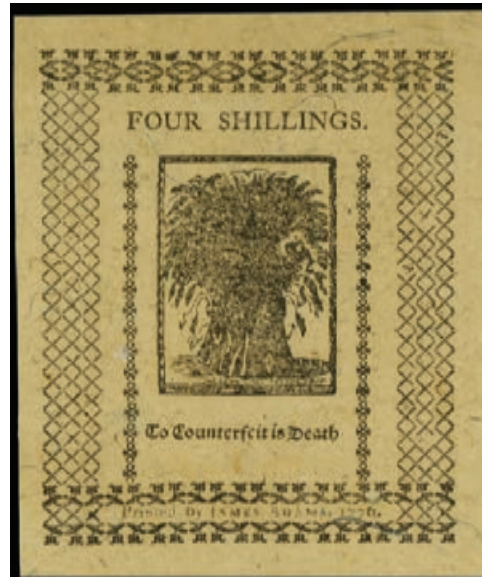 FOUR SHILLINGS.
To Counterfeit is Death
Printed by JAMES ADAMS, 1776.